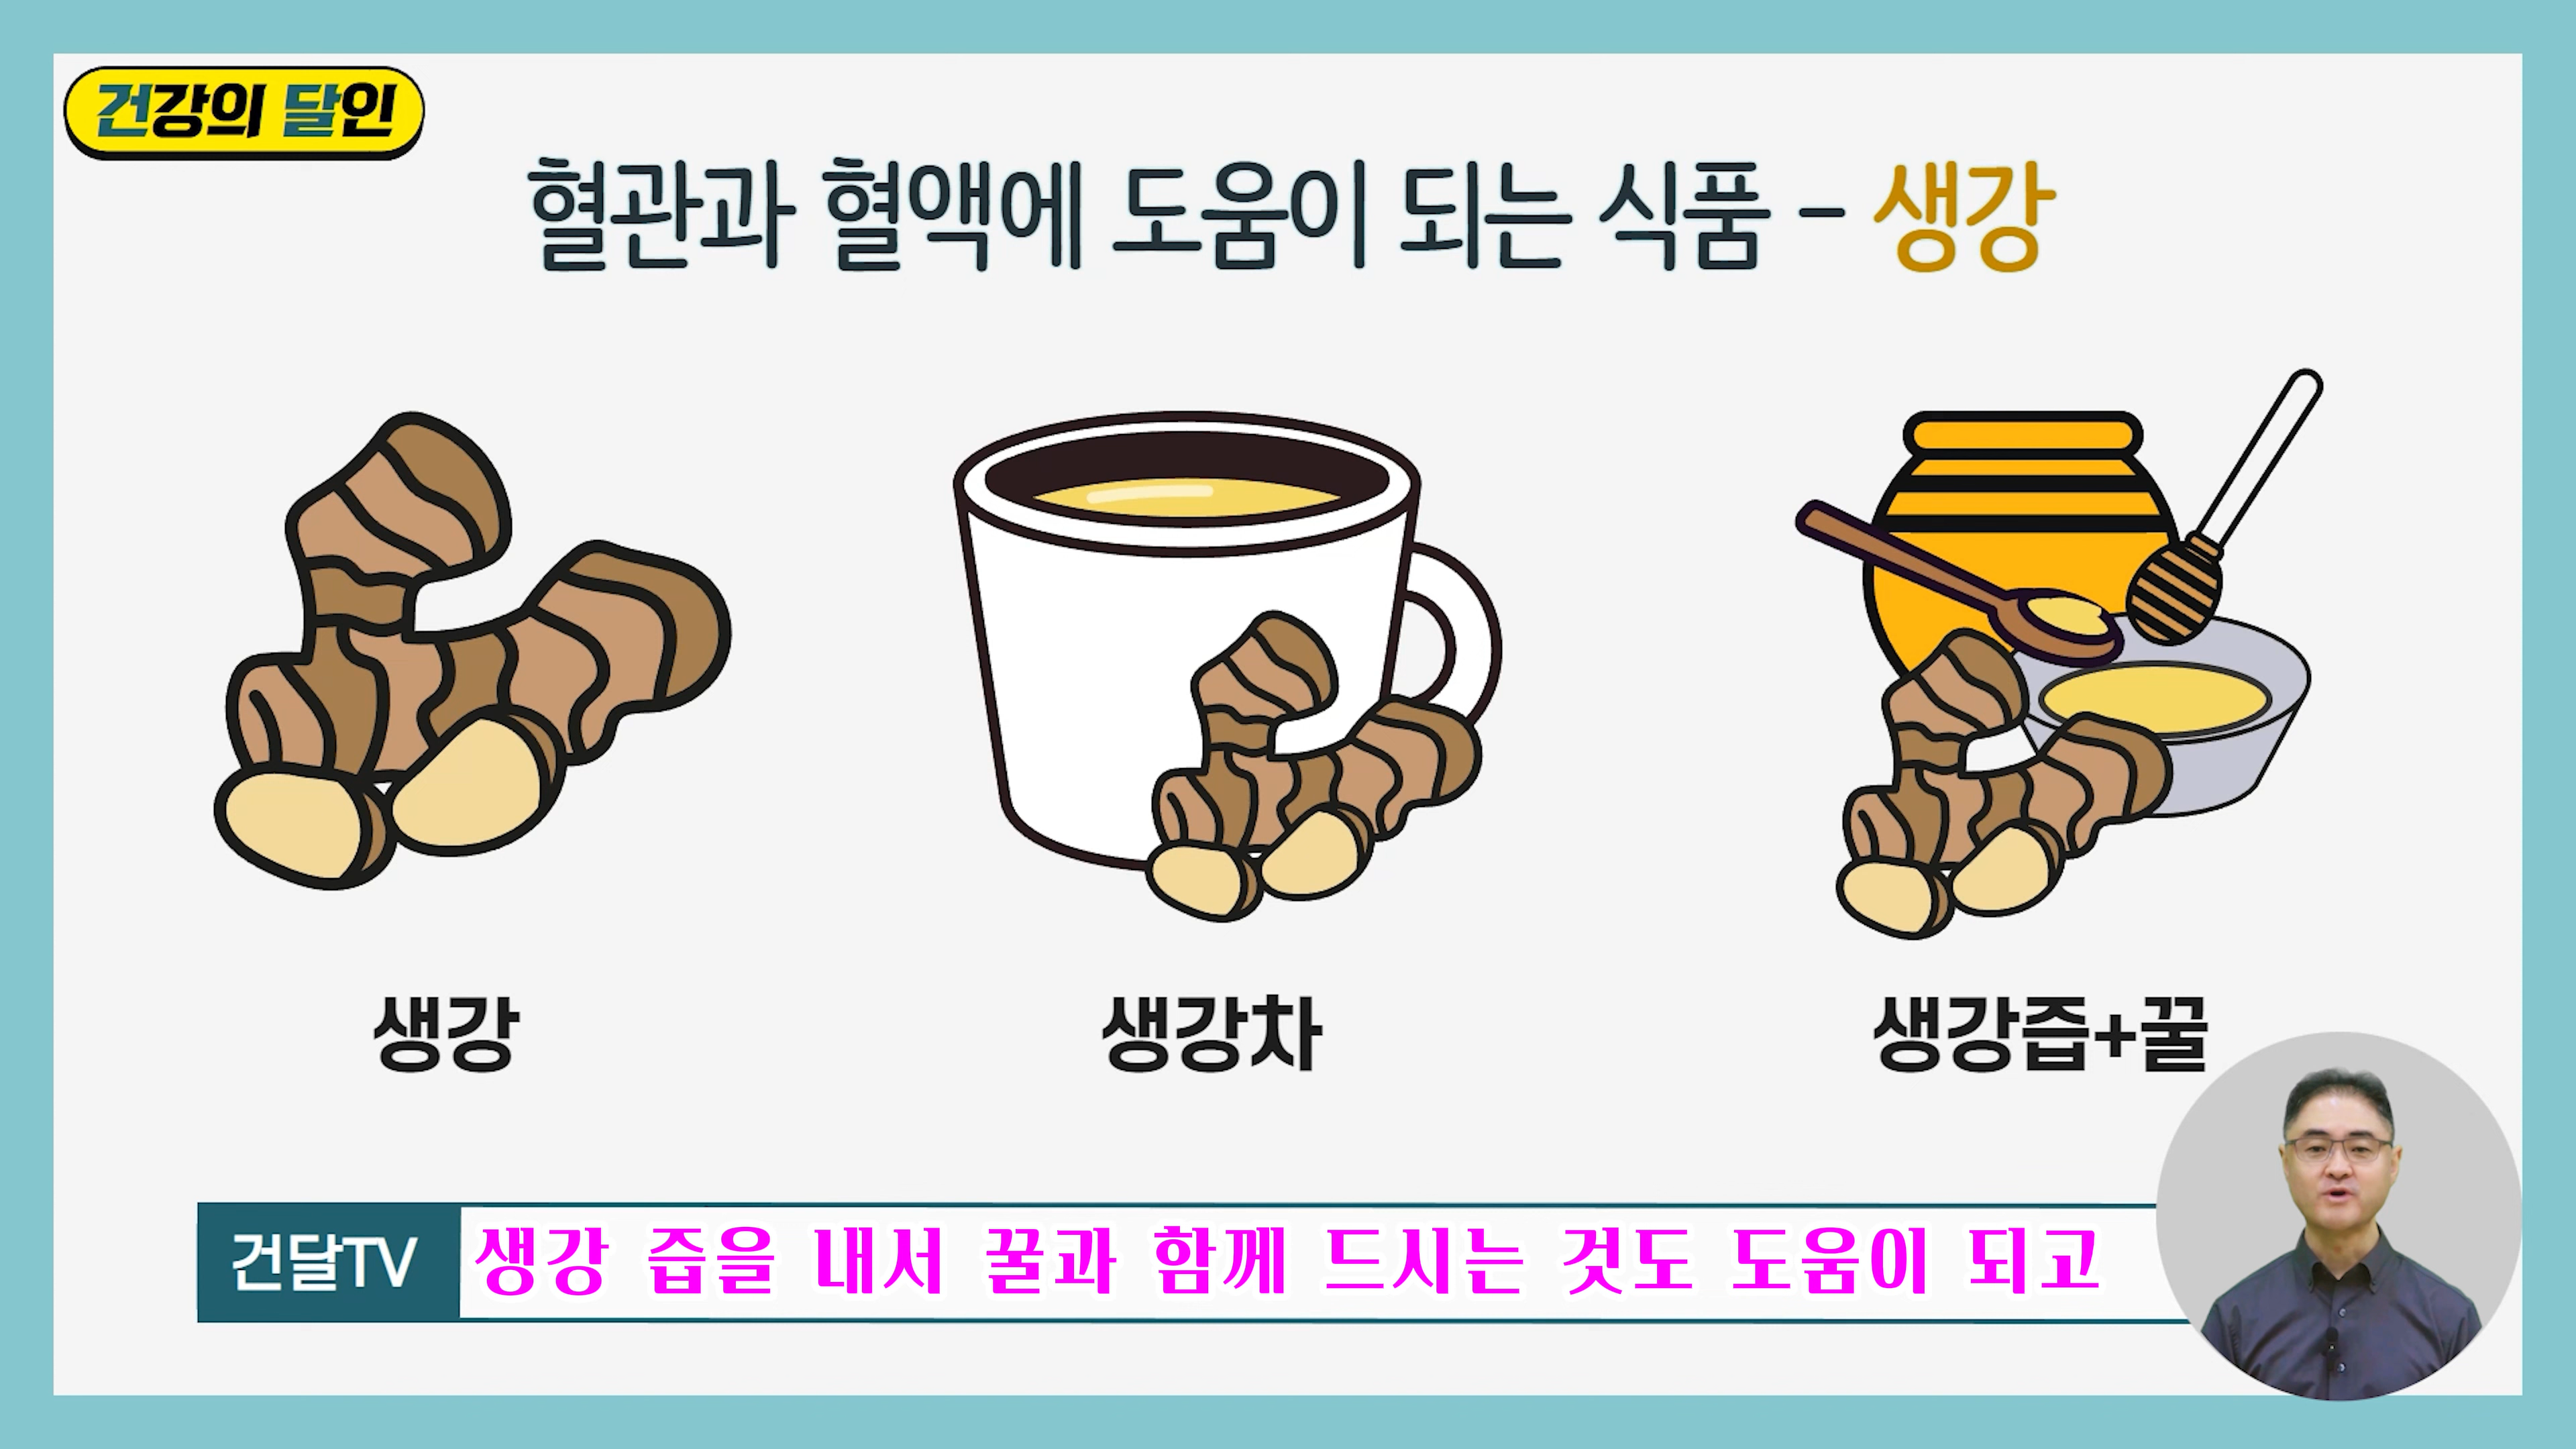 건강의 달인
혈관과 혈액에 도움이 되는 식품 - 생강
생강
생강차
생강즙+꿀
건달TV
생강 즙을 내서 꿀과 함께 드시는 것도 도움이 되고